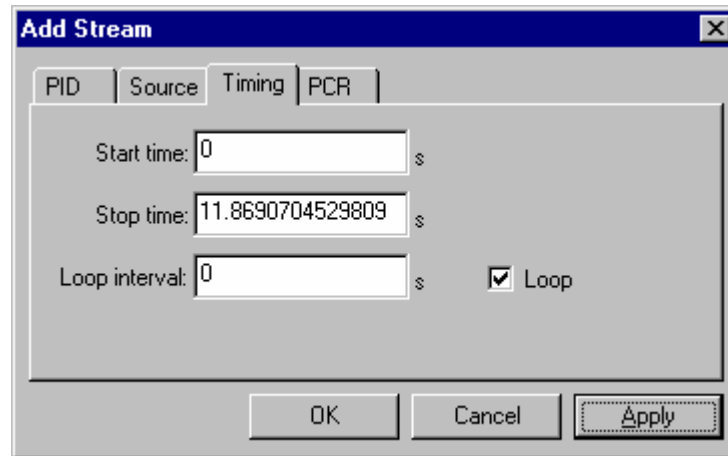 Add Stream
PID Source Timing PCR
Start time: 0 s
Stop time: 11.8690704529809 s
Loop interval: 0 s Loop
OK Cancel Apply